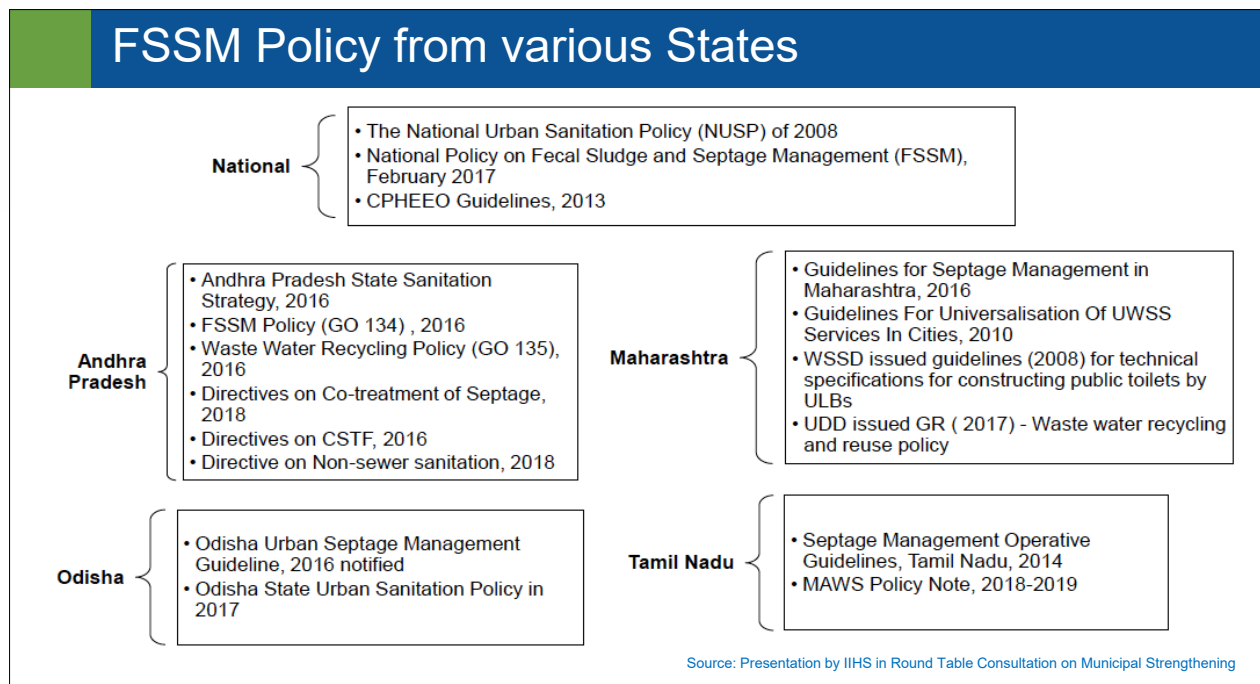 FSSM Policy from various States
National
• The National Urban Sanitation Policy (NUSP) of 2008
• National Policy on Fecal Sludge and Septage Management (FSSM),
February 2017
• CPHEEO Guidelines, 2013
Andhra
Pradesh
• Andhra Pradesh State Sanitation
Strategy, 2016
• FSSM Policy (GO 134) , 2016
• Waste Water Recycling Policy (GO 135),
2016
• Directives on Co-treatment of Septage,
2018
• Directives on CSTF, 2016
• Directive on Non-sewer sanitation, 2018
Maharashtra
• Guidelines for Septage Management in
Maharashtra, 2016
• Guidelines For Universalisation Of UWSS
Services In Cities, 2010
• WSSD issued guidelines (2008) for technical
specifications for constructing public toilets by
ULBs
• UDD issued GR ( 2017) - Waste water recycling
and reuse policy
Odisha
• Odisha Urban Septage Management
Guideline, 2016 notified
• Odisha State Urban Sanitation Policy in
2017
Tamil Nadu
• Septage Management Operative
Guidelines, Tamil Nadu, 2014
• MAWS Policy Note, 2018-2019
Source: Presentation by IIHS in Round Table Consultation on Municipal Strengthening